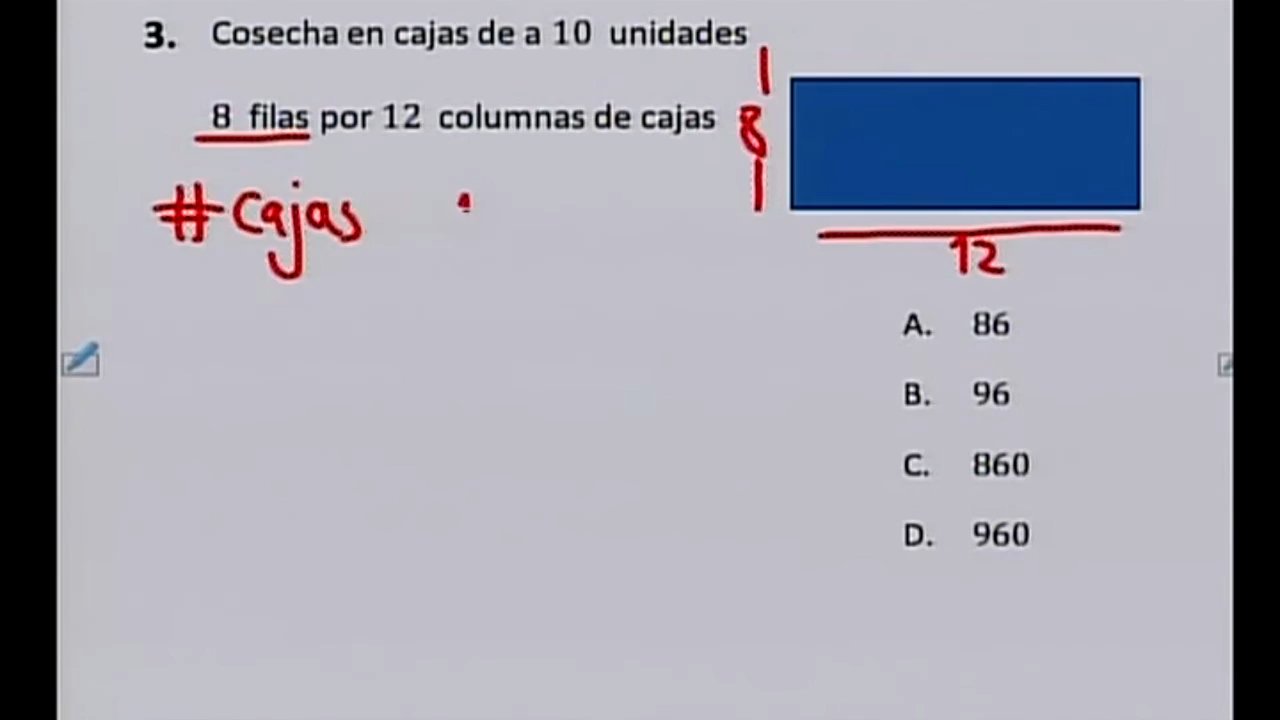 3. Cosecha en cajas de a 10 unidades
8 filas por 12 columnas de cajas
8
#cajas
12
A. 86
B. 96
C. 860
D. 960